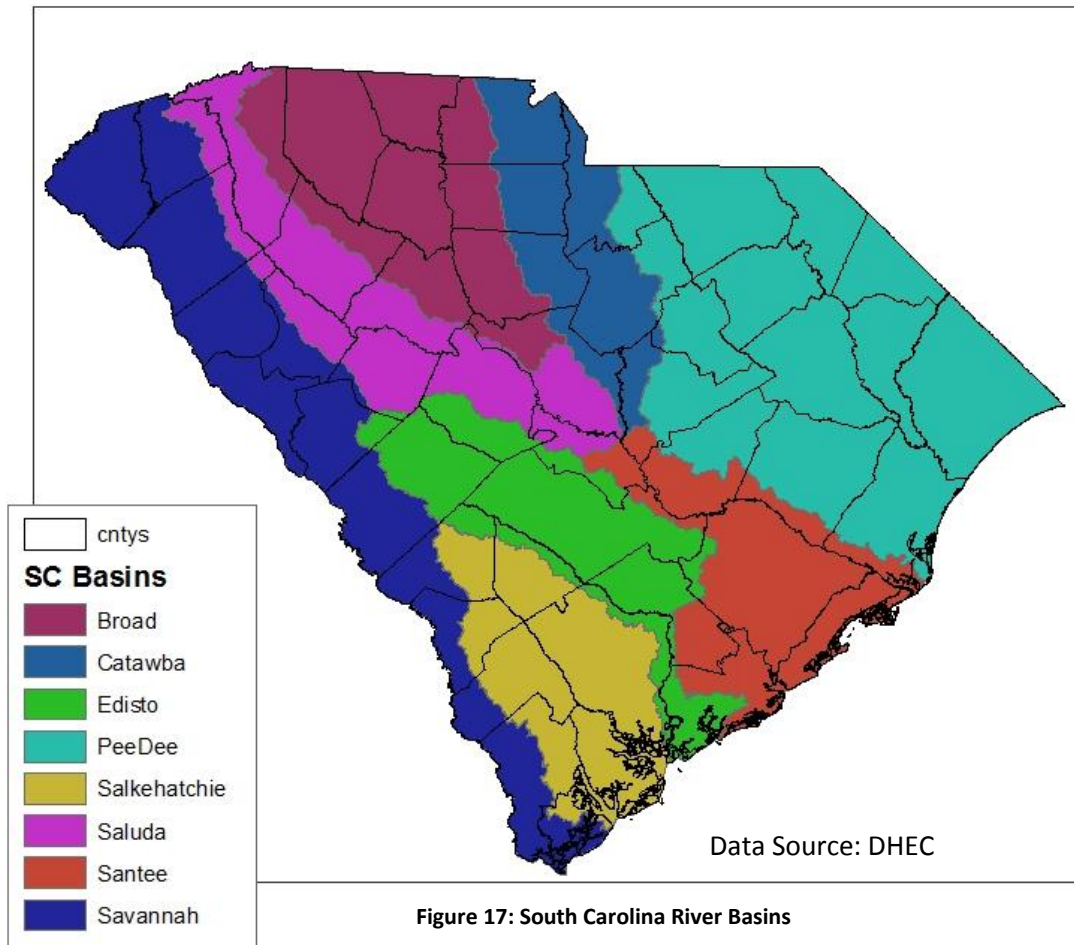 cntys
SC Basins
Broad
Catawba
Edisto
PeeDee
Salkehatchie
Saluda
Santee
Savannah
Data Source: DHEC
Figure 17: South Carolina River Basins